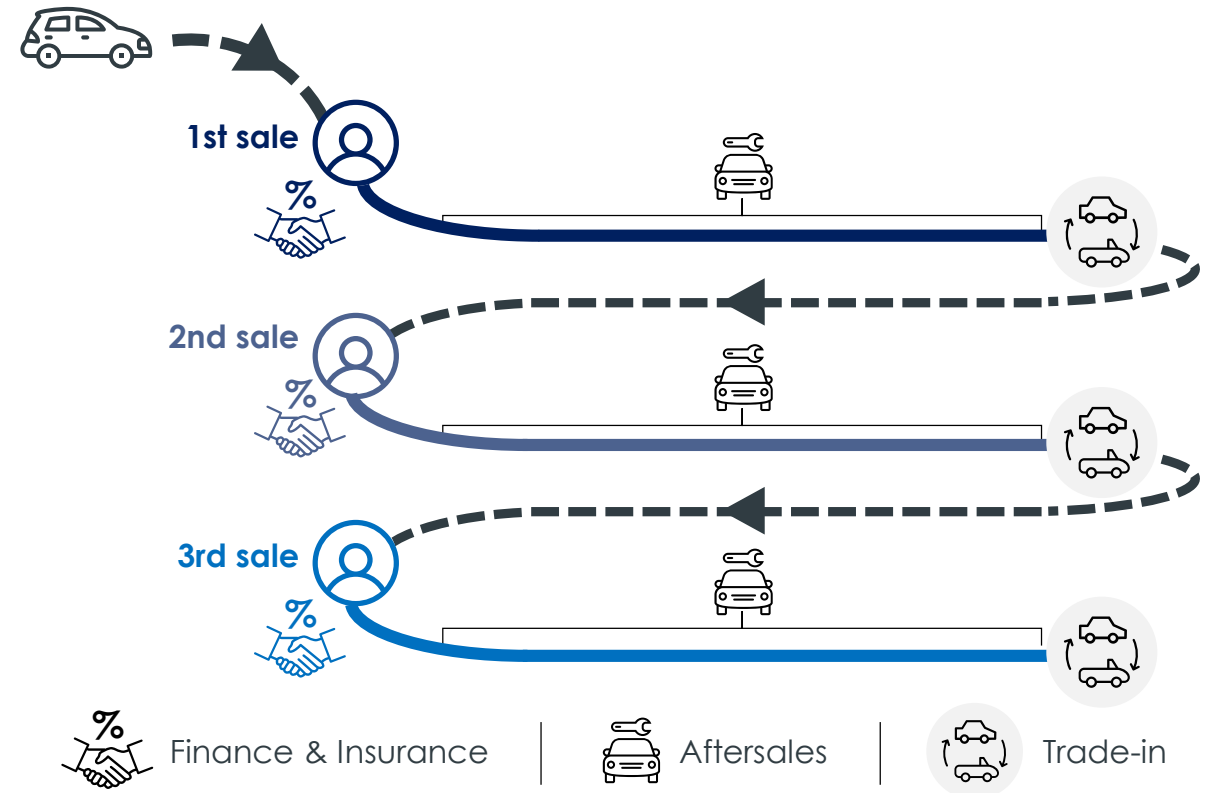 1st sale
%
2nd sale
%
3rd sale
%
%
Finance & Insurance
Aftersales
Trade-in